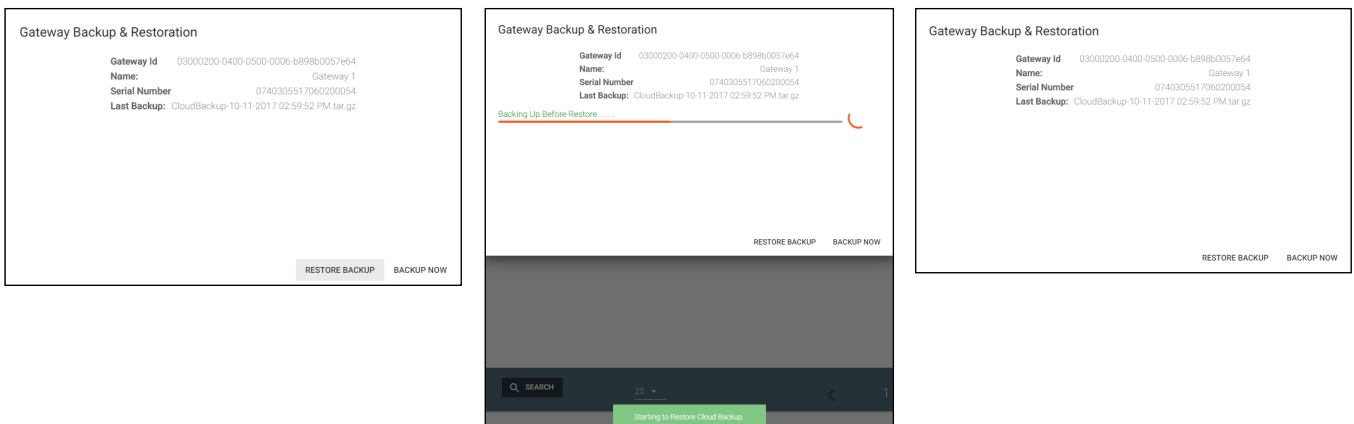 Gateway Backup & Restoration
Gateway Id 03000200-0400-0500-0006-b898b0057e64
Name: Gateway 1
Serial Number 0740305517060200054
Last Backup: CloudBackup-10-11-2017 02:59:52 PM.tar.gz
RESTORE BACKUP BACKUP NOW
Gateway Backup & Restoration
Gateway Id 03000200-0400-0500-0006-b898b0057e64
Name: Gateway 1
Serial Number 0740305517060200054
Last Backup: CloudBackup-10-11-2017 02:59:52 PM.tar.gz
Backing Up Before Restore . . . .
RESTORE BACKUP BACKUP NOW
SEARCH 25 1
Starting to Restore Cloud Backup.
Gateway Backup & Restoration
Gateway Id 03000200-0400-0500-0006-b898b0057e64
Name: Gateway 1
Serial Number 0740305517060200054
Last Backup: CloudBackup-10-11-2017 02:59:52 PM.tar.gz
RESTORE BACKUP BACKUP NOW